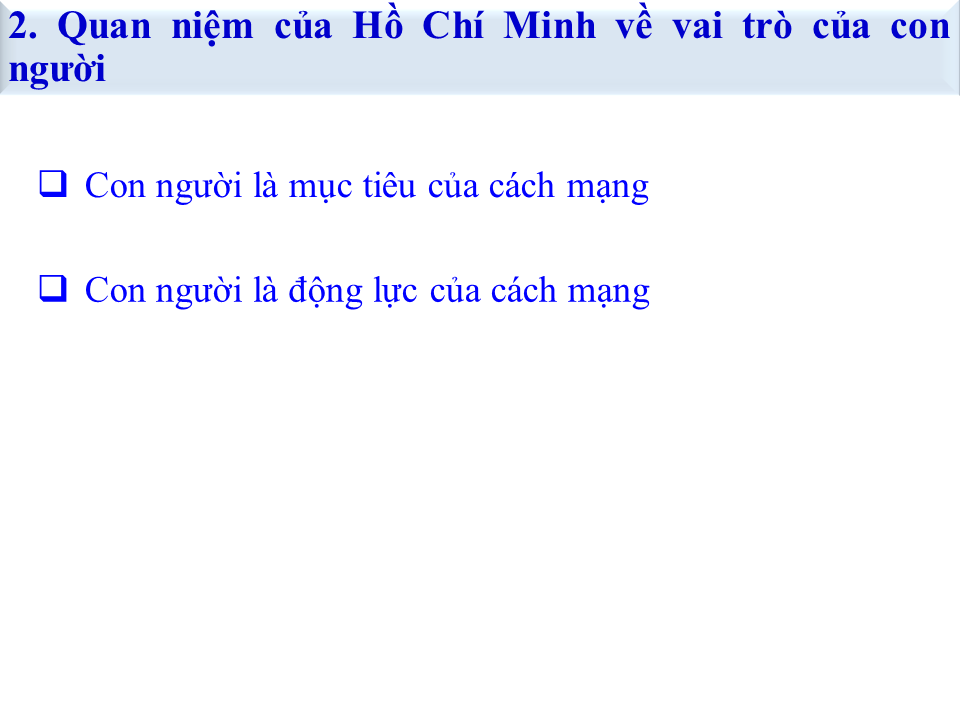 2. Quan niệm của Hồ Chí Minh về vai trò của con
người
Con người là mục tiêu của cách mạng
Con người là động lực của cách mạng